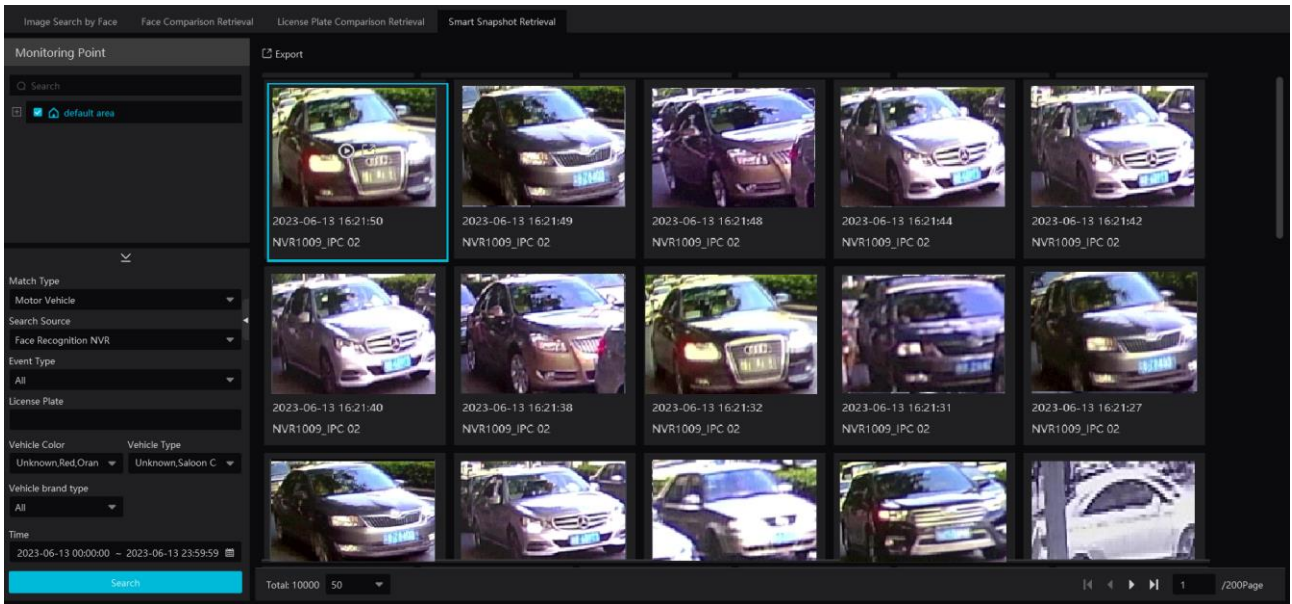 Image Search by Face Face Comparison Retrieval License Plate Comparison Retrieval Smart Snapshot Retrieval
Monitoring Point
Export
Search
default area
2023-06-13 16:21:50 2023-06-13 16:21:49 2023-06-13 16:21:48 2023-06-13 16:21:44 2023-06-13 16:21:42
NVR1009_IPC 02 NVR1009_IPC 02 NVR1009_IPC 02 NVR1009_IPC 02 NVR1009_IPC 02
Match Type
Motor Vehicle
Search Source
Face Recognition NVR
Event Type
All
License Plate
2023-06-13 16:21:40 2023-06-13 16:21:38 2023-06-13 16:21:32 2023-06-13 16:21:31 2023-06-13 16:21:27
NVR1009_IPC 02 NVR1009_IPC 02 NVR1009_IPC 02 NVR1009_IPC 02 NVR1009_IPC 02
Vehicle Color Vehicle Type
Unknown,Red,Oran Unknown,Saloon C
Vehicle brand type
All
Time
2023-06-13 00:00:00 ~ 2023-06-13 23:59:59
Search
Total: 10000 50 1 /200Page